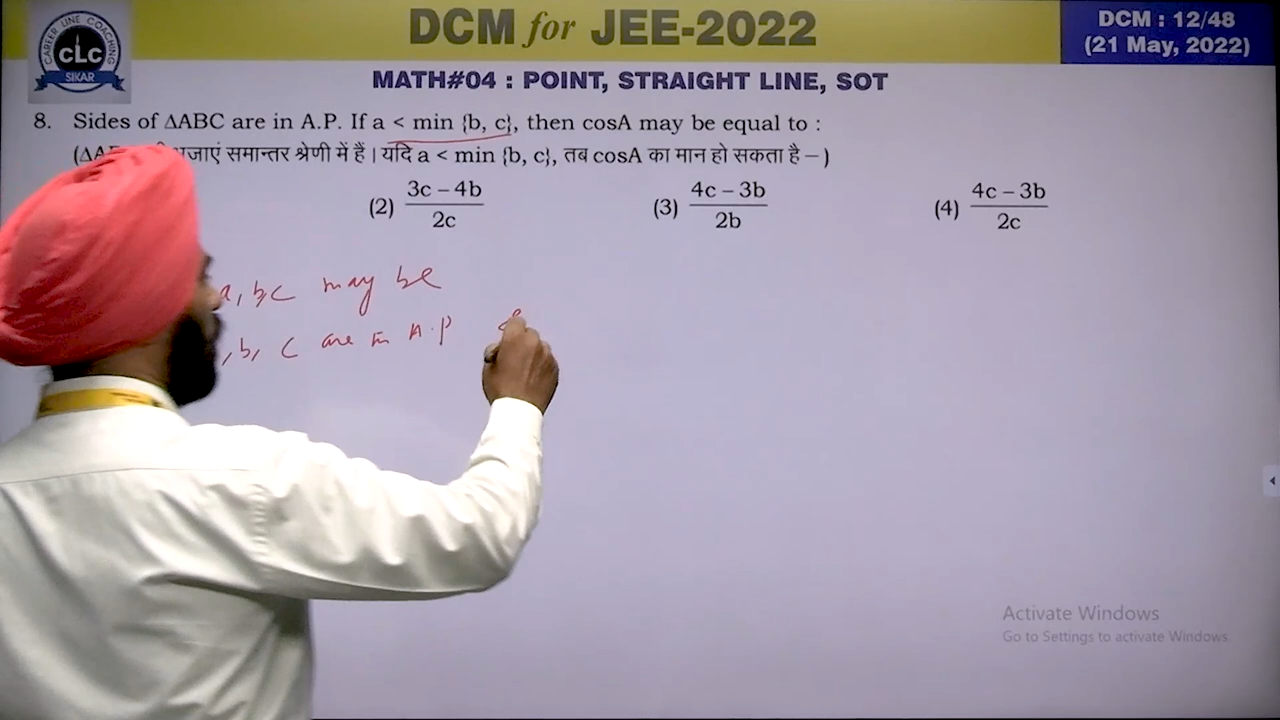 DCM for JEE-2022
DCM : 12/48
(21 May, 2022)
CAREER LINE COACHING
CLC
SIKAR
MATH#04 : POINT, STRAIGHT LINE, SOT
8. Sides of ΔABC are in A.P. If a < min {b, c}, then cosA may be equal to :
समान्तर श्रेणी में हैं। यदि a < min {b, c}, तब cosA का मान हो सकता है – )
(2) (3c – 4b)/2c (3) (4c – 3b)/2b (4) (4c – 3b)/2c
a, b, c may be
, b, c are in A.P
Activate Windows
Go to Settings to activate Windows.